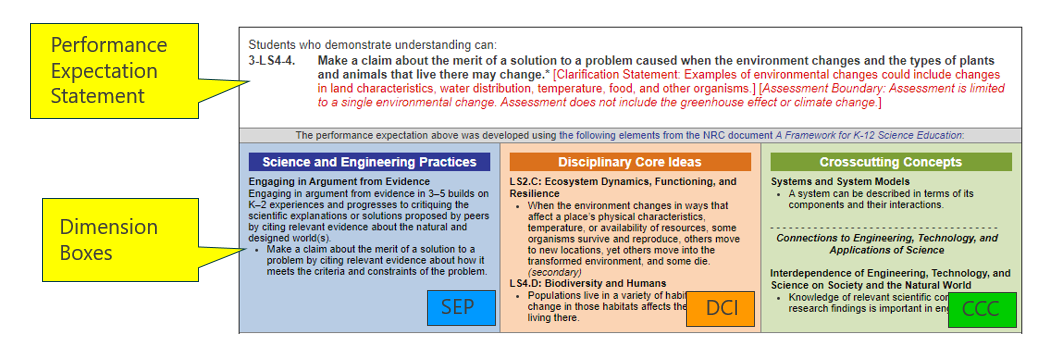 Performance
Expectation
Statement
Students who demonstrate understanding can:
3-LS4-4. Make a claim about the merit of a solution to a problem caused when the environment changes and the types of plants
and animals that live there may change.* [Clarification Statement: Examples of environmental changes could include changes
in land characteristics, water distribution, temperature, food, and other organisms.] [Assessment Boundary: Assessment is limited
to a single environmental change. Assessment does not include the greenhouse effect or climate change.]
The performance expectation above was developed using the following elements from the NRC document A Framework for K-12 Science Education:
Dimension
Boxes
Science and Engineering Practices
Engaging in Argument from Evidence
Engaging in argument from evidence in 3–5 builds on
K–2 experiences and progresses to critiquing the
scientific explanations or solutions proposed by peers
by citing relevant evidence about the natural and
designed world(s).
• Make a claim about the merit of a solution to a
problem by citing relevant evidence about how it
meets the criteria and constraints of the problem.
SEP
Disciplinary Core Ideas
LS2.C: Ecosystem Dynamics, Functioning, and
Resilience
• When the environment changes in ways that
affect a place's physical characteristics,
temperature, or availability of resources, some
organisms survive and reproduce, others move
to new locations, yet others move into the
transformed environment, and some die.
(secondary)
LS4.D: Biodiversity and Humans
• Populations live in a variety of
change in those habitats affects
living there.
DCI
Crosscutting Concepts
Systems and System Models
• A system can be described in terms of its
components and their interactions.
Connections to Engineering, Technology, and
Applications of Science
Interdependence of Engineering, Technology, and
Science on Society and the Natural World
• Knowledge of relevant scientific
research findings is important in
CCC